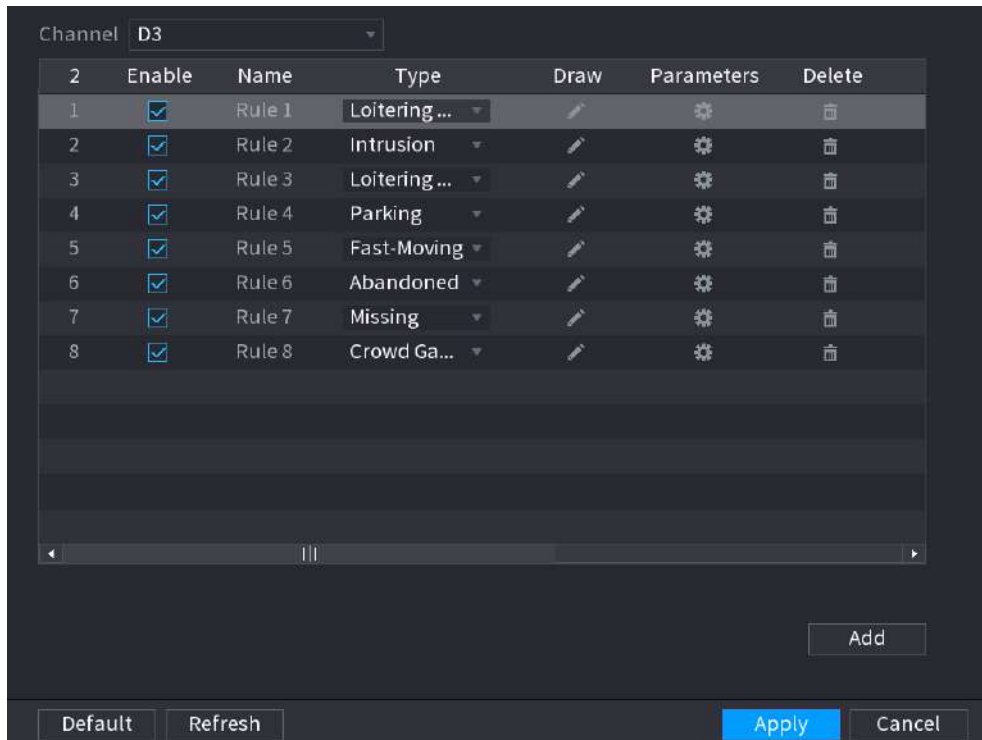 Channel D3
2 Enable Name Type Draw Parameters Delete
1 Rule 1 Loitering ...
2 Rule 2 Intrusion
3 Rule 3 Loitering ...
4 Rule 4 Parking
5 Rule 5 Fast-Moving
6 Rule 6 Abandoned
7 Rule 7 Missing
8 Rule 8 Crowd Ga...
Add
Default Refresh Apply Cancel